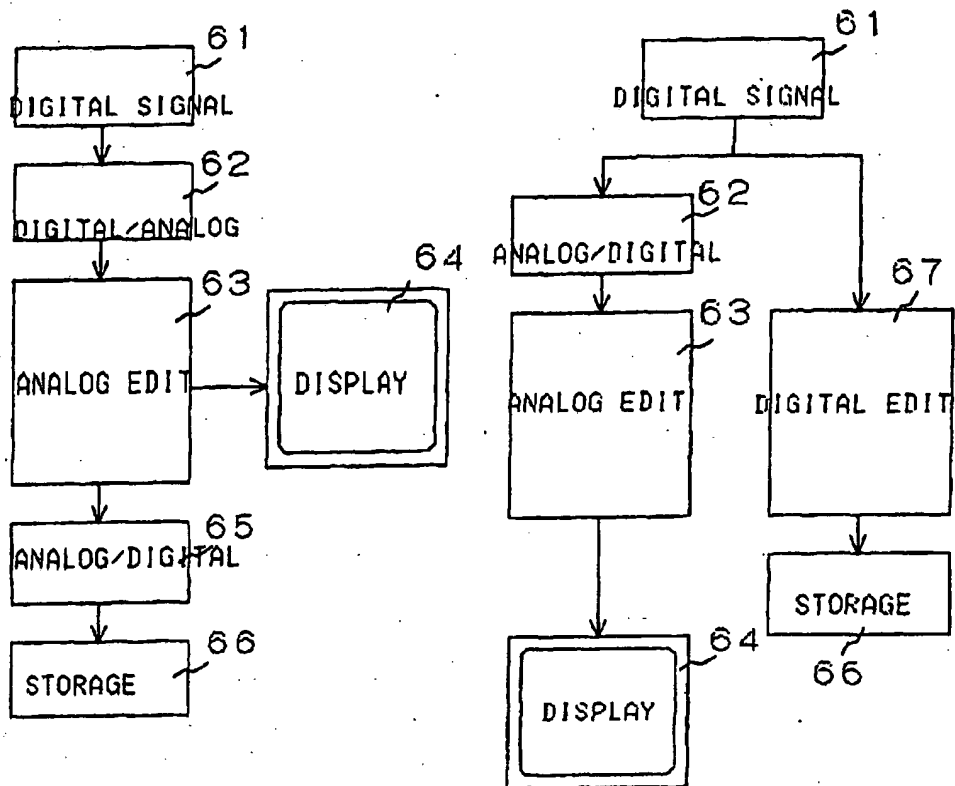 61
DIGITAL SIGNAL
62
DIGITAL/ANALOG
63
ANALOG EDIT
64
DISPLAY
65
ANALOG/DIGITAL
66
STORAGE
61
DIGITAL SIGNAL
62
ANALOG/DIGITAL
63
ANALOG EDIT
67
DIGITAL EDIT
STORAGE
66
64
DISPLAY